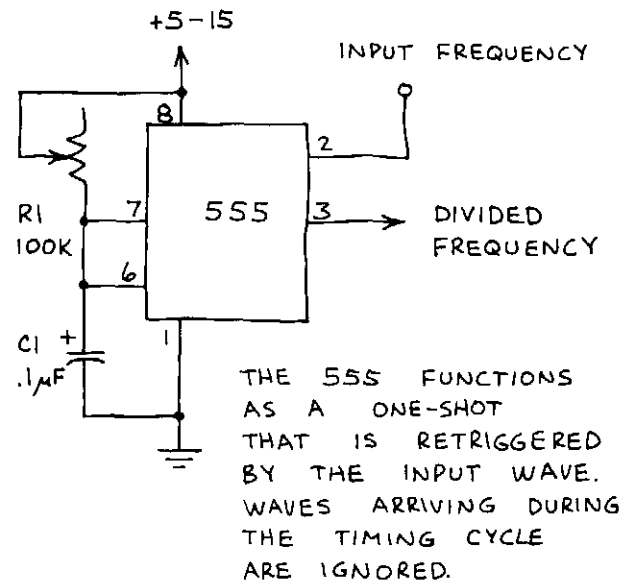 +5-15
INPUT FREQUENCY
8
2
R1
100K
7
555
3
DIVIDED
FREQUENCY
6
C1 +
.1µF
1
THE 555 FUNCTIONS
AS A ONE-SHOT
THAT IS RETRIGGERED
BY THE INPUT WAVE.
WAVES ARRIVING DURING
THE TIMING CYCLE
ARE IGNORED.